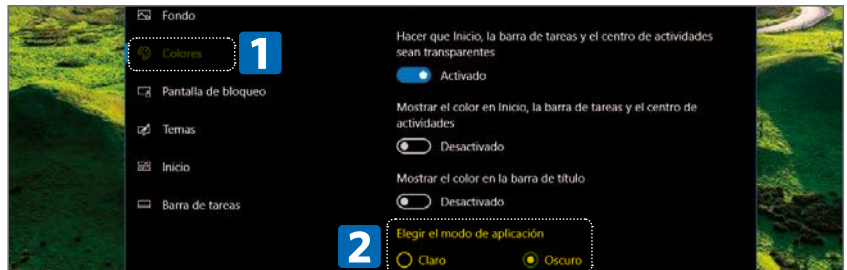 Fondo
Colores
1
Pantalla de bloqueo
Temas
Inicio
Barra de tareas
Hacer que Inicio, la barra de tareas y el centro de actividades
sean transparentes
Activado
Mostrar el color en Inicio, la barra de tareas y el centro de
actividades
Desactivado
Mostrar el color en la barra de título
Desactivado
2
Elegir el modo de aplicación
Claro
Oscuro